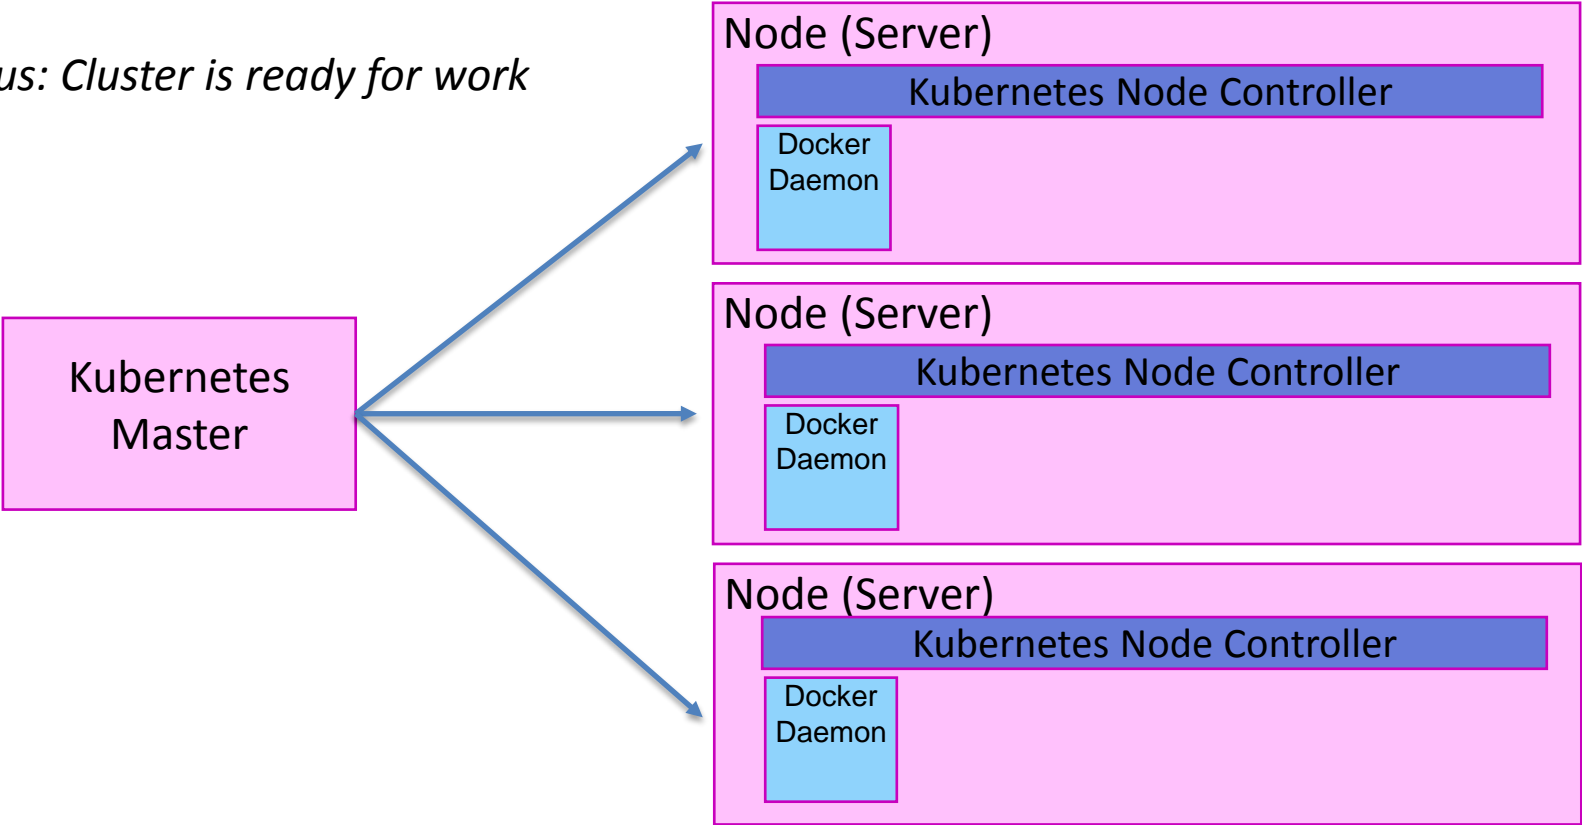 us: Cluster is ready for work
Node (Server)
Kubernetes Node Controller
Docker
Daemon
Kubernetes
Master
Node (Server)
Kubernetes Node Controller
Docker
Daemon
Node (Server)
Kubernetes Node Controller
Docker
Daemon